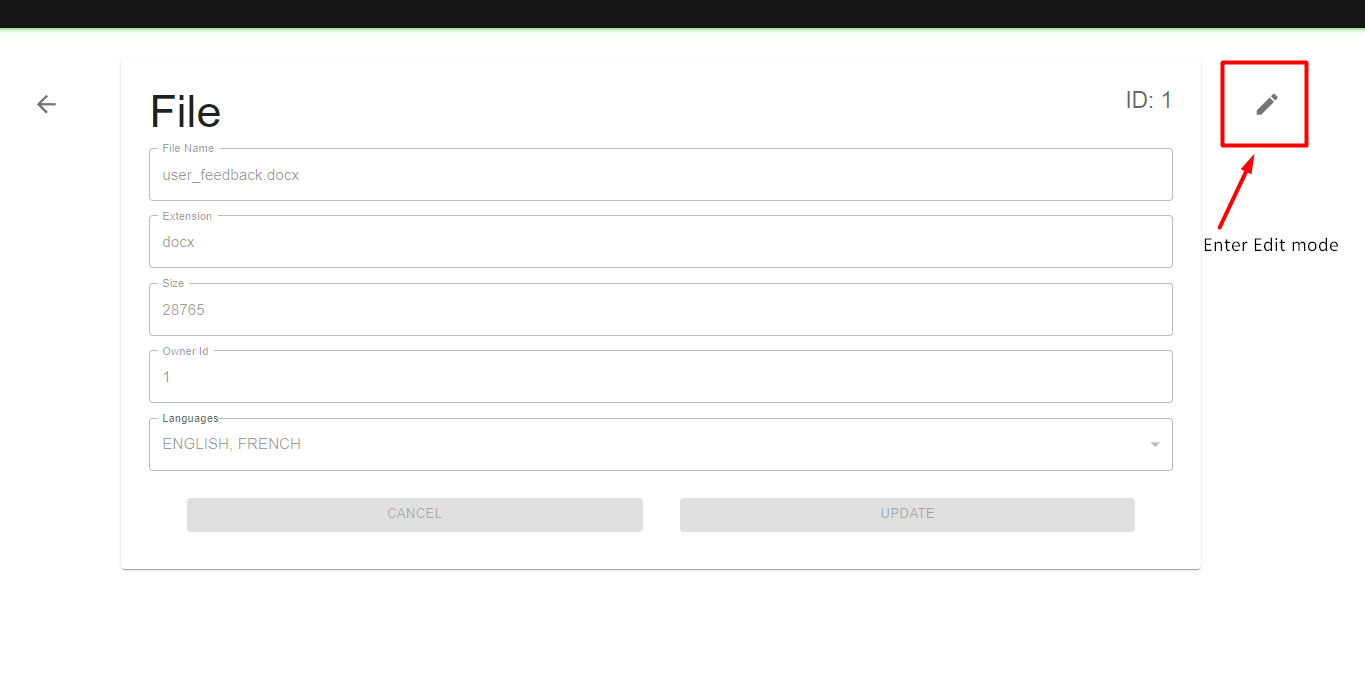 File
ID: 1
File Name
user_feedback.docx
Extension
docx
Size
28765
Owner Id
1
Languages
ENGLISH, FRENCH
CANCEL
UPDATE
Enter Edit mode